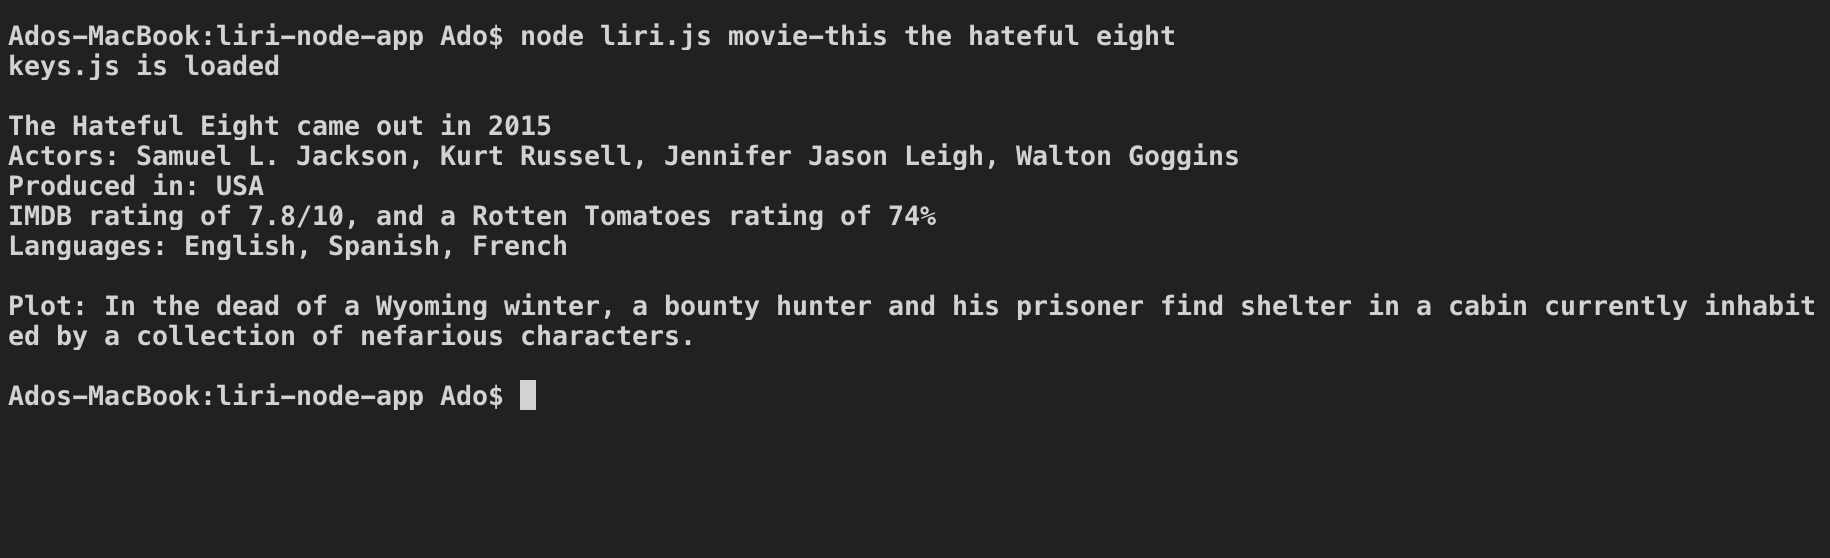 Ados-MacBook:liri-node-app Ado$ node liri.js movie-this the hateful eight
keys.js is loaded
The Hateful Eight came out in 2015
Actors: Samuel L. Jackson, Kurt Russell, Jennifer Jason Leigh, Walton Goggins
Produced in: USA
IMDB rating of 7.8/10, and a Rotten Tomatoes rating of 74%
Languages: English, Spanish, French
Plot: In the dead of a Wyoming winter, a bounty hunter and his prisoner find shelter in a cabin currently inhabit
ed by a collection of nefarious characters.
Ados-MacBook:liri-node-app Ado$